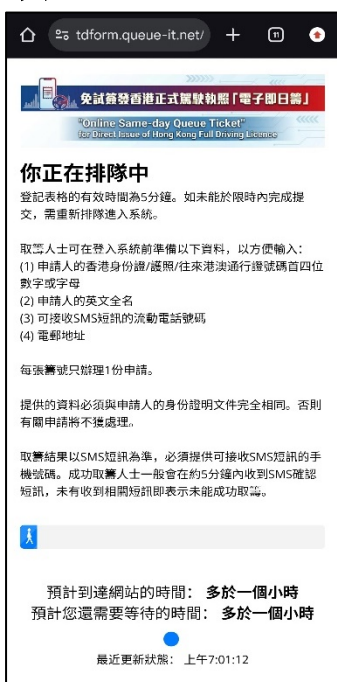 tdform.queue-it.net/
11
免試簽發香港正式駕駛執照「電子即日籌」
"Online Same-day Queue Ticket"
for Direct Issue of Hong Kong Full Driving Licence
你正在排隊中
登記表格的有效時間為5分鐘。如未能於限時內完成提
交，需重新排隊進入系統。
取籌人士可在登入系統前準備以下資料，以方便輸入：
(1) 申請人的香港身份證/護照/往來港澳通行證號碼首四位
數字或字母
(2) 申請人的英文全名
(3) 可接收SMS短訊的流動電話號碼
(4) 電郵地址
每張籌號只辦理1份申請。
提供的資料必須與申請人的身份證明文件完全相同。否則
有關申請將不獲處理。
取籌結果以SMS短訊為準，必須提供可接收SMS短訊的手
機號碼。成功取籌人士一般會在約5分鐘內收到SMS確認
短訊，未有收到相關短訊即表示未能成功取籌。
預計到達網站的時間： 多於一個小時
預計您還需要等待的時間： 多於一個小時
最近更新狀態： 上午7:01:12